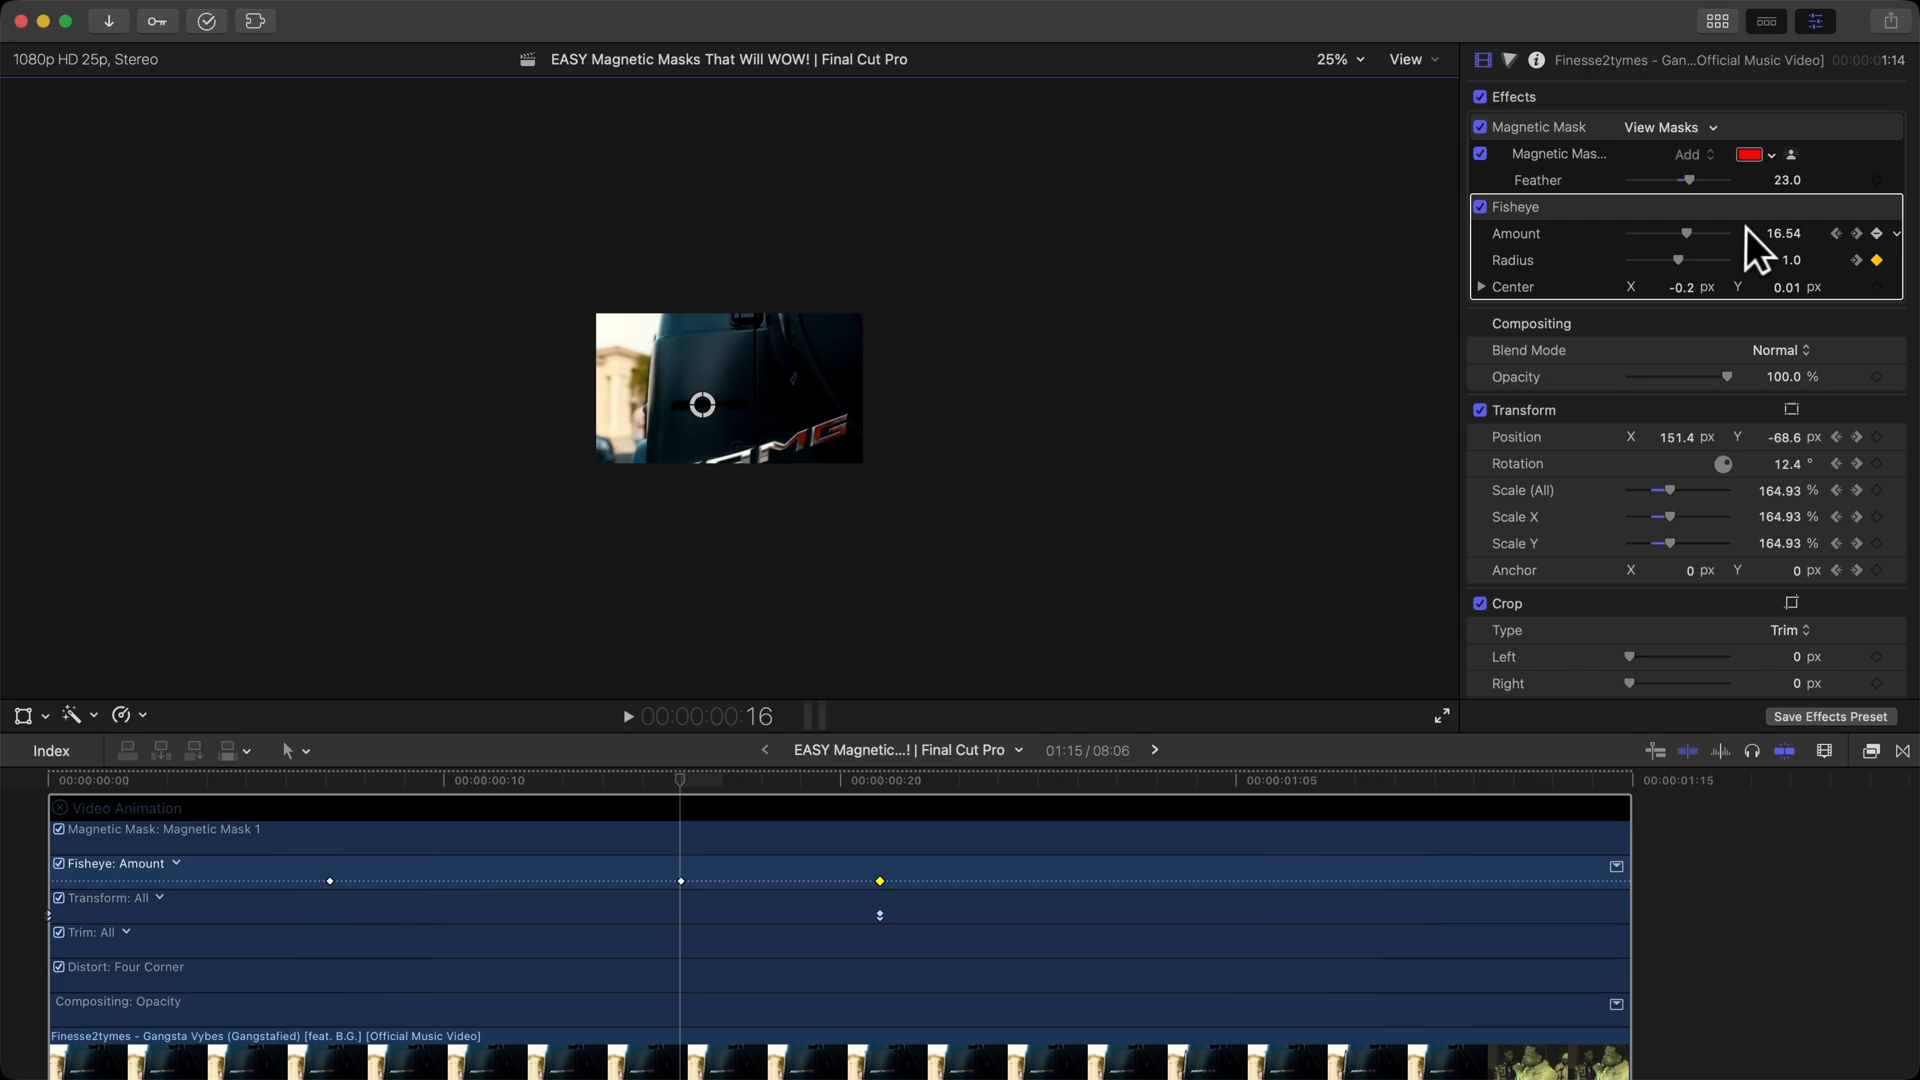 1080p HD 25p, Stereo
EASY Magnetic Masks That Will WOW! | Final Cut Pro
25%
View
Finesse2tymes - Gan...Official Music Video]
00:00:01:14
Effects
Magnetic Mask
View Masks
Magnetic Mas...
Add
Feather
23.0
Fisheye
Amount
16.54
Radius
1.0
Center
X -0.2 px Y 0.01 px
Compositing
Blend Mode
Normal
Opacity
100.0 %
Transform
Position
X 151.4 px Y -68.6 px
Rotation
12.4 °
Scale (All)
164.93 %
Scale X
164.93 %
Scale Y
164.93 %
Anchor
X 0 px Y 0 px
Crop
Type
Trim
Left
0 px
Right
0 px
AMG
00:00:00:16
Save Effects Preset
Index
EASY Magnetic...! | Final Cut Pro
01:15 / 08:06
00:00:00:00
00:00:00:10
00:00:00:20
00:00:01:05
00:00:01:15
Video Animation
Magnetic Mask: Magnetic Mask 1
Fisheye: Amount
Transform: All
Trim: All
Distort: Four Corner
Compositing: Opacity
Finesse2tymes - Gangsta Vybes (Gangstafied) [feat. B.G.] [Official Music Video]